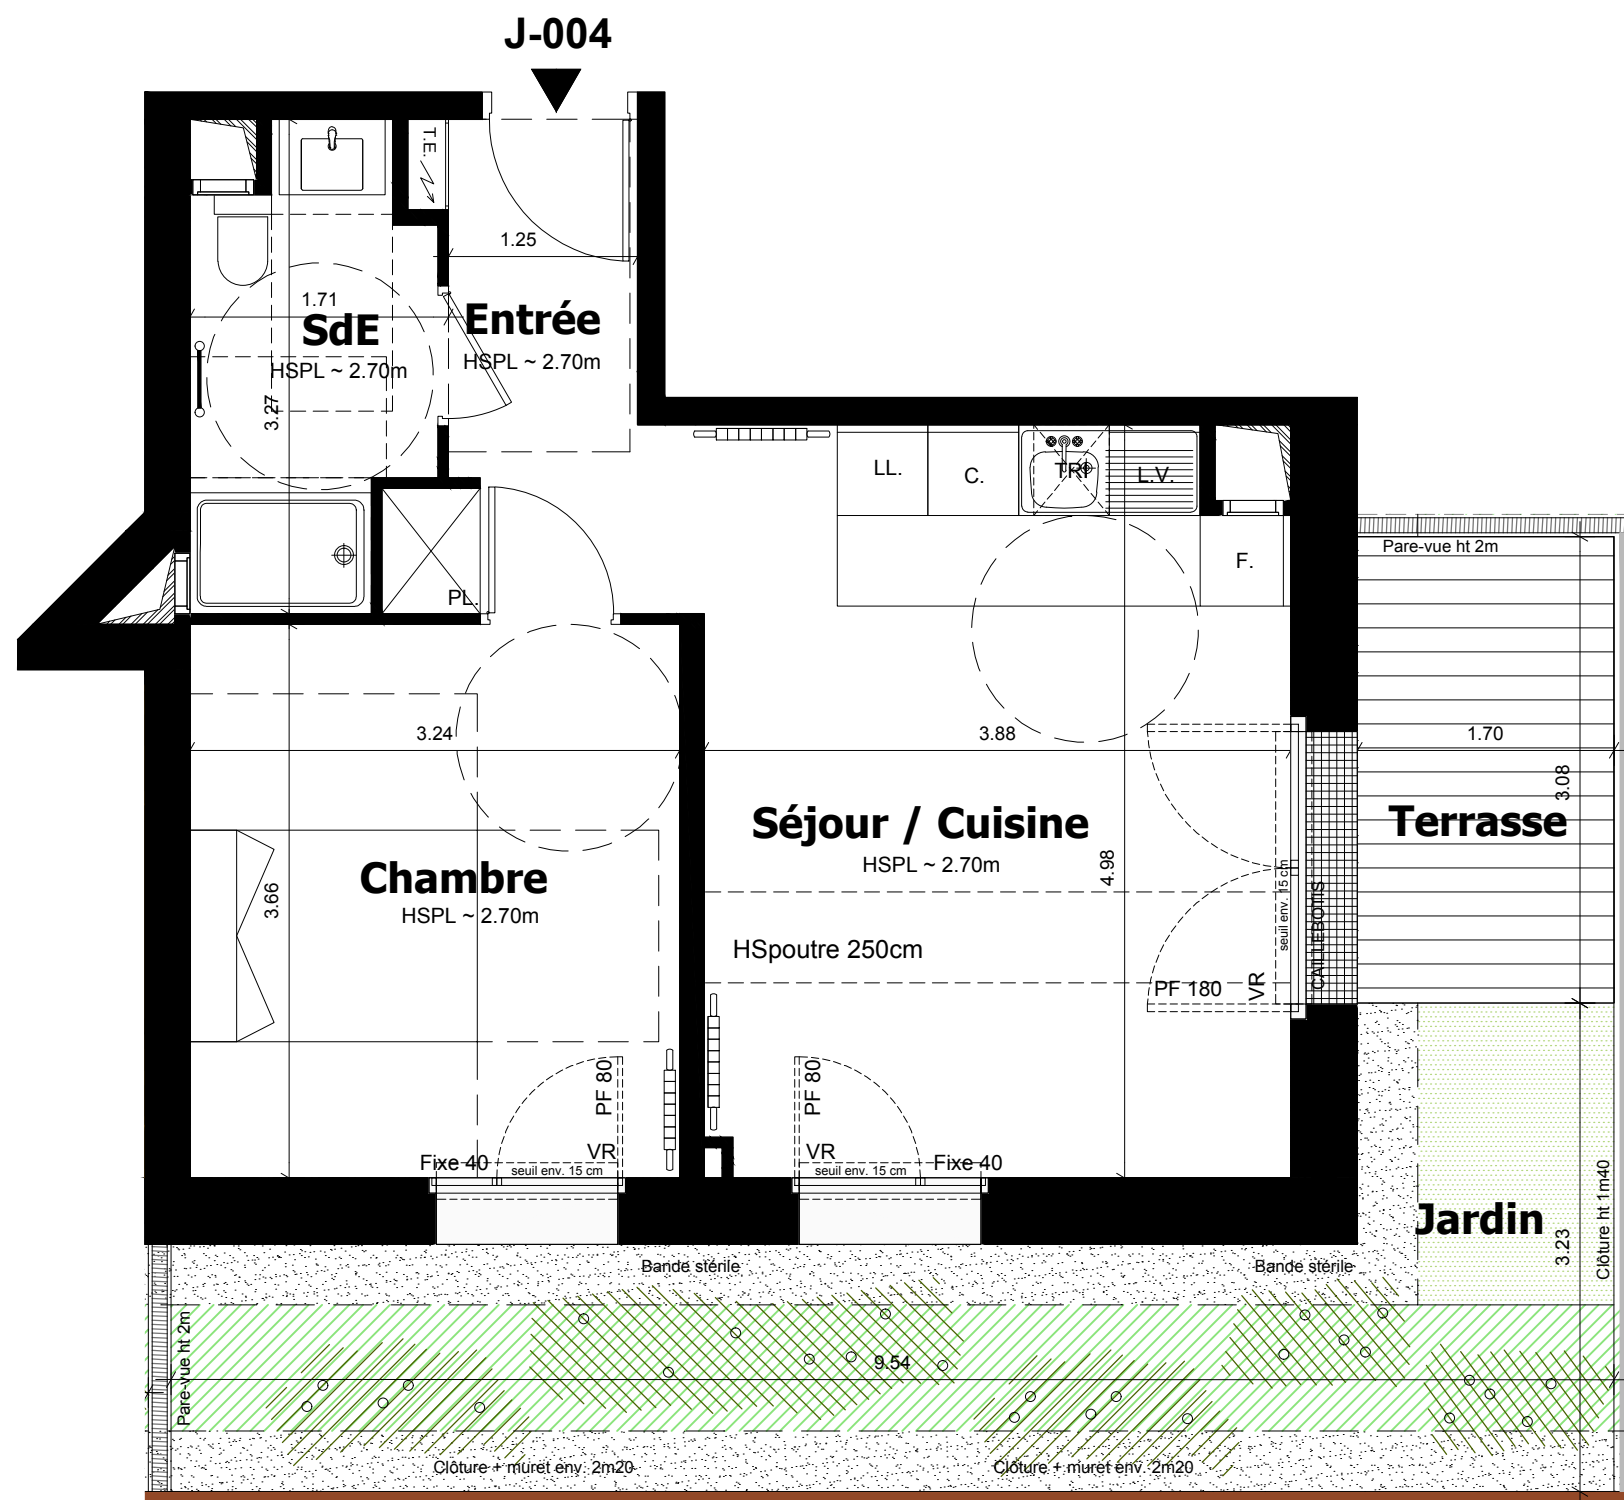 J-004
T.E.
1.25
1.71
SdE
HSPL ~ 2.70m
3.27
Entrée
HSPL ~ 2.70m
PL.
LL.
C.
TRI
L.V.
F.
Pare-vue ht 2m
3.24
3.88
1.70
3.08
Terrasse
Séjour / Cuisine
HSPL ~ 2.70m
4.98
Chambre
HSPL ~ 2.70m
3.66
HSpoutre 250cm
PF 180
VR
seuil env. 15 cm
CAILLEBOTIS
PF 80
VR
Fixe 40
seuil env. 15 cm
PF 80
VR
seuil env. 15 cm
Fixe 40
Jardin
3.23
Clôture ht 1m40
Bande stérile
Bande stérile
Pare-vue ht 2m
9.54
Clôture + muret env. 2m20
Clôture + muret env. 2m20